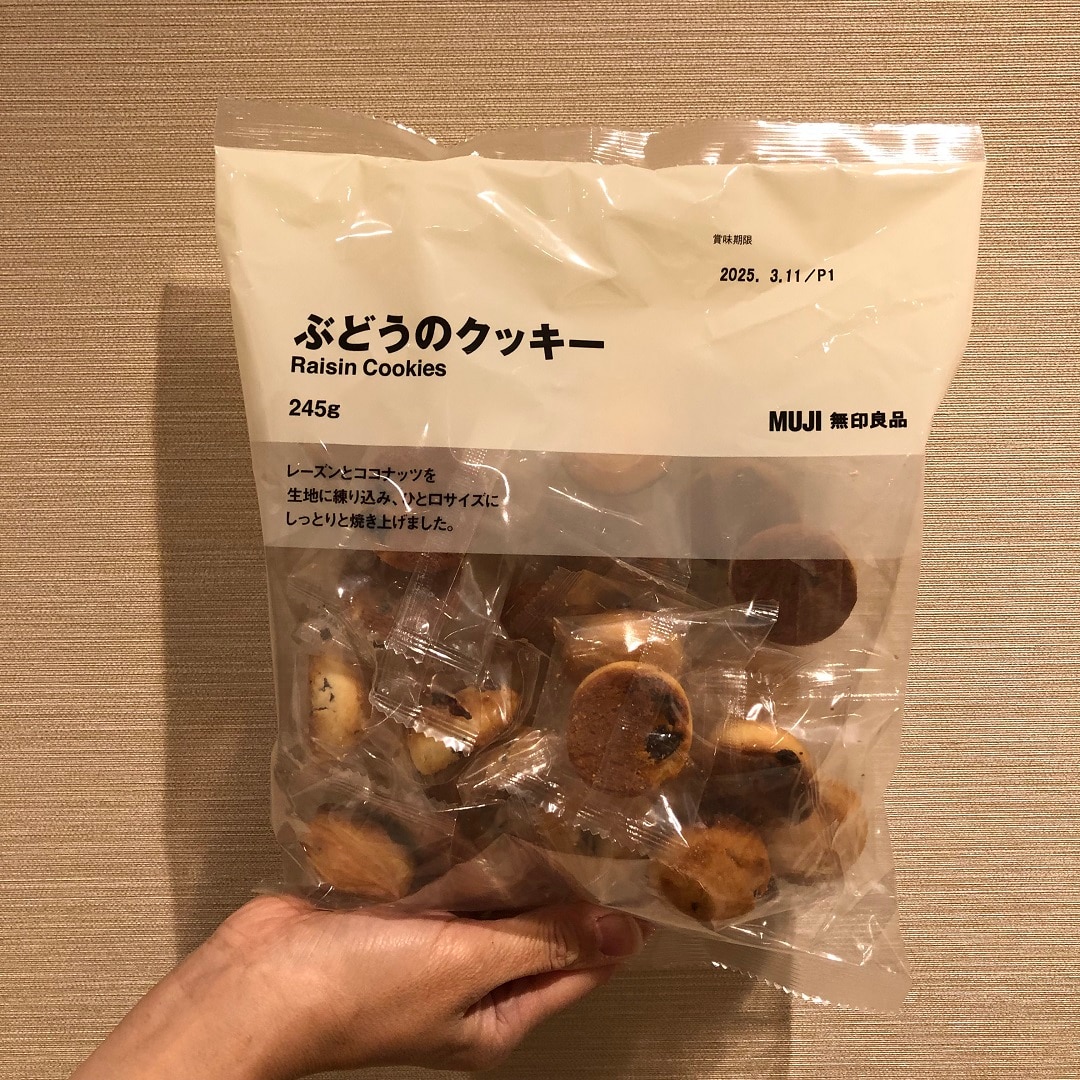 賞味期限
2025. 3.11/P1
ぶどうのクッキー
Raisin Cookies
245g
MUJI 無印良品
レーズンとココナッツを
生地に練り込み、ひと口サイズに
しっとりと焼き上げました。